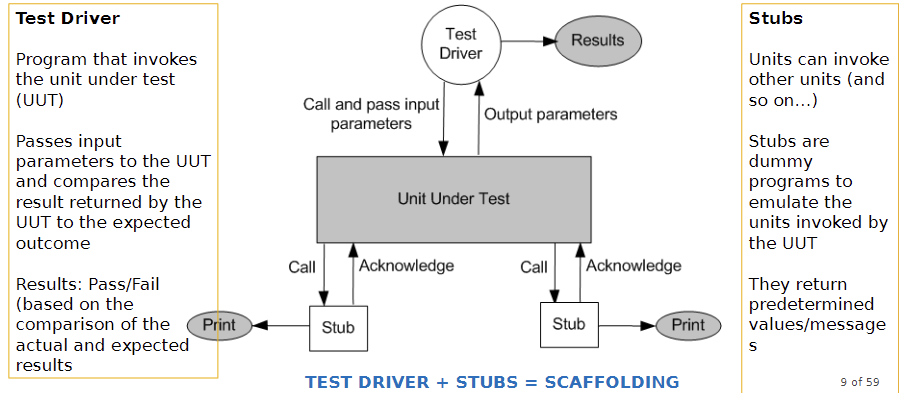 Test Driver
Program that invokes
the unit under test
(UUT)
Passes input
parameters to the UUT
and compares the
result returned by the
UUT to the expected
outcome
Results: Pass/Fail
(based on the
comparison of the
actual and expected
results
Test
Driver
Results
Call and pass input
parameters
Output parameters
Unit Under Test
Call
Acknowledge
Call
Acknowledge
Print
Stub
Stub
Print
TEST DRIVER + STUBS = SCAFFOLDING
Stubs
Units can invoke
other units (and
so on...)
Stubs are
dummy
programs to
emulate the
units invoked by
the UUT
They return
predetermined
values/message
s
9 of 59